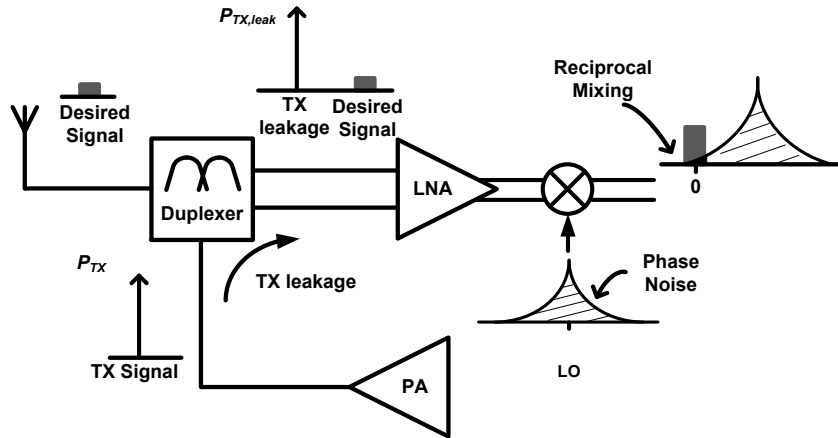 P_TX,leak
Reciprocal
Mixing
Desired
Signal
TX
leakage
Desired
Signal
LNA
0
Duplexer
P_TX
TX leakage
Phase
Noise
TX Signal
PA
LO